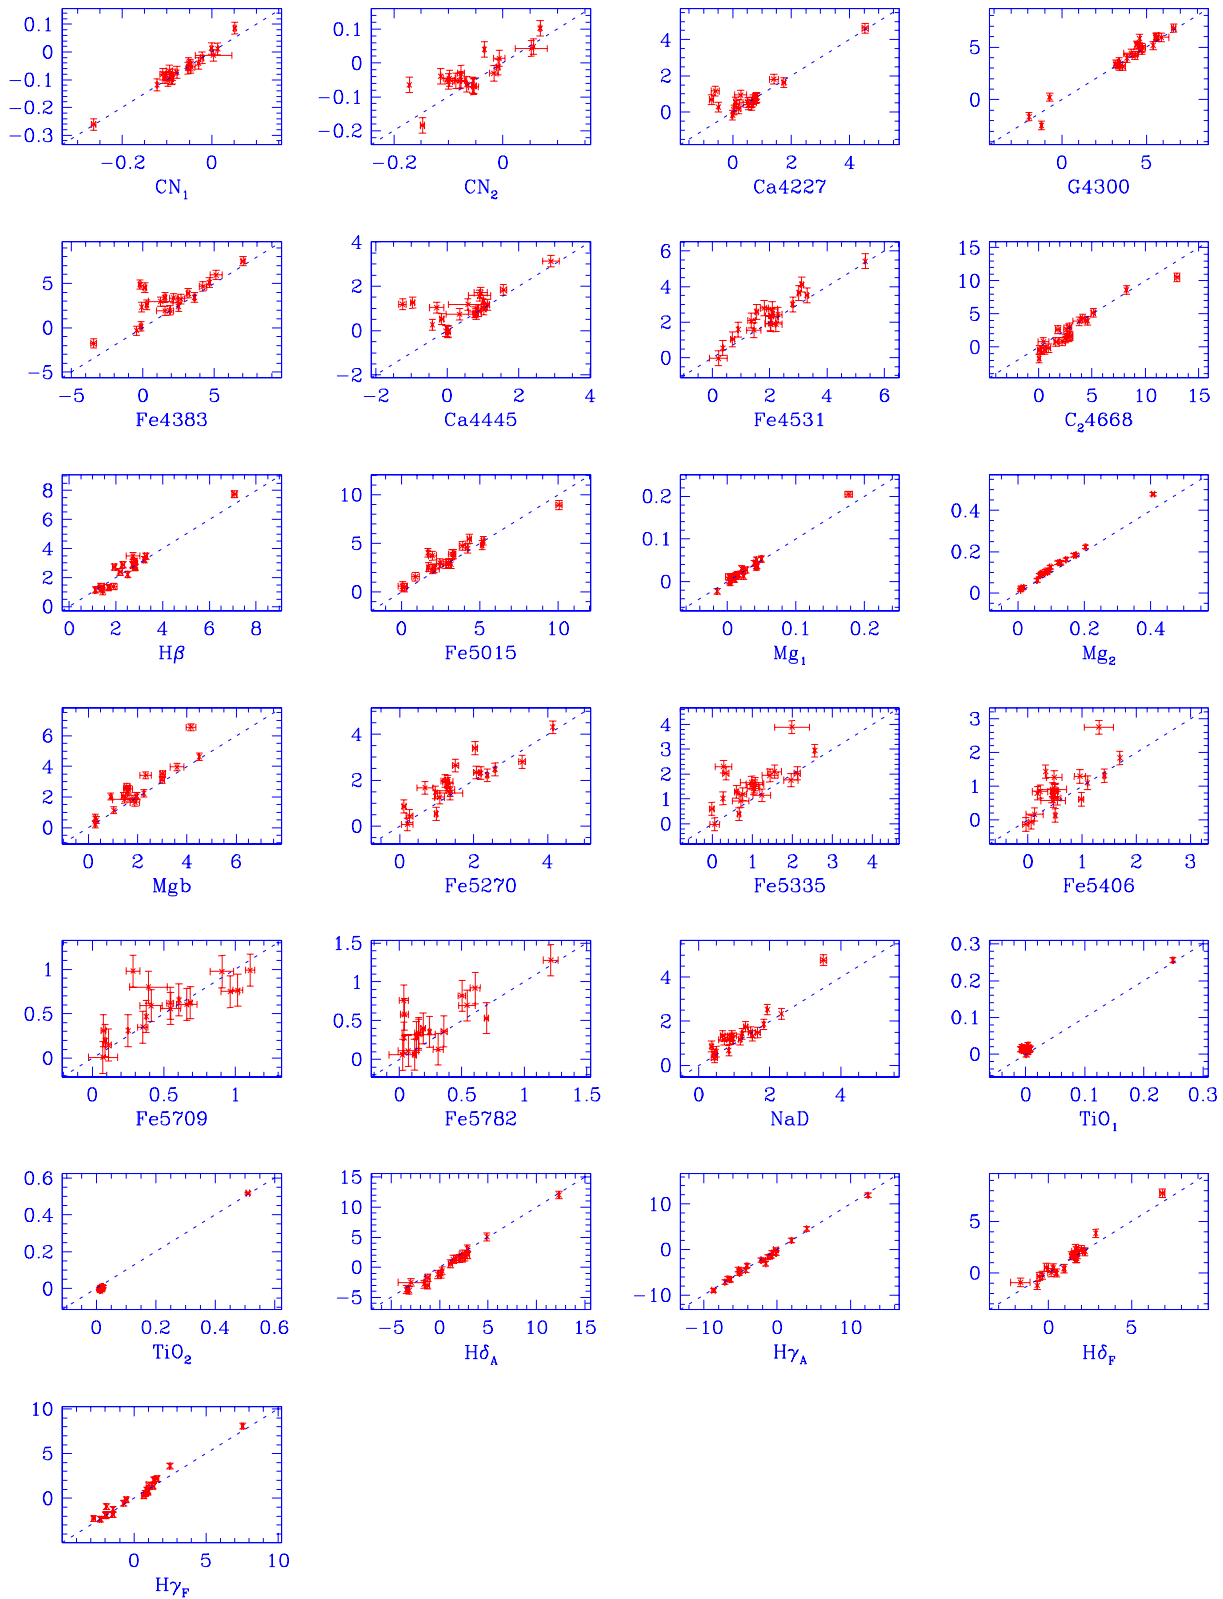 0.1
0
−0.1
−0.2
−0.3
−0.2 0
CN₁
0.1
0
−0.1
−0.2
−0.2 0
CN₂
4
2
0
0 2 4
Ca4227
5
0
0 5
G4300
5
0
−5
−5 0 5
Fe4383
4
2
0
−2
−2 0 2 4
Ca4445
6
4
2
0
0 2 4 6
Fe4531
15
10
5
0
0 5 10 15
C₂4668
8
6
4
2
0
0 2 4 6 8
Hβ
10
5
0
0 5 10
Fe5015
0.2
0.1
0
0 0.1 0.2
Mg₁
0.4
0.2
0
0 0.2 0.4
Mg₂
6
4
2
0
0 2 4 6
Mgb
4
2
0
0 2 4
Fe5270
4
3
2
1
0
0 1 2 3 4
Fe5335
3
2
1
0
0 1 2 3
Fe5406
1
0.5
0
0 0.5 1
Fe5709
1.5
1
0.5
0
0 0.5 1 1.5
Fe5782
4
2
0
0 2 4
NaD
0.3
0.2
0.1
0
0 0.1 0.2 0.3
TiO₁
0.6
0.4
0.2
0
0 0.2 0.4 0.6
TiO₂
15
10
5
0
−5
−5 0 5 10 15
Hδ_A
10
0
−10
−10 0 10
Hγ_A
5
0
0 5
Hδ_F
10
5
0
0 5 10
Hγ_F